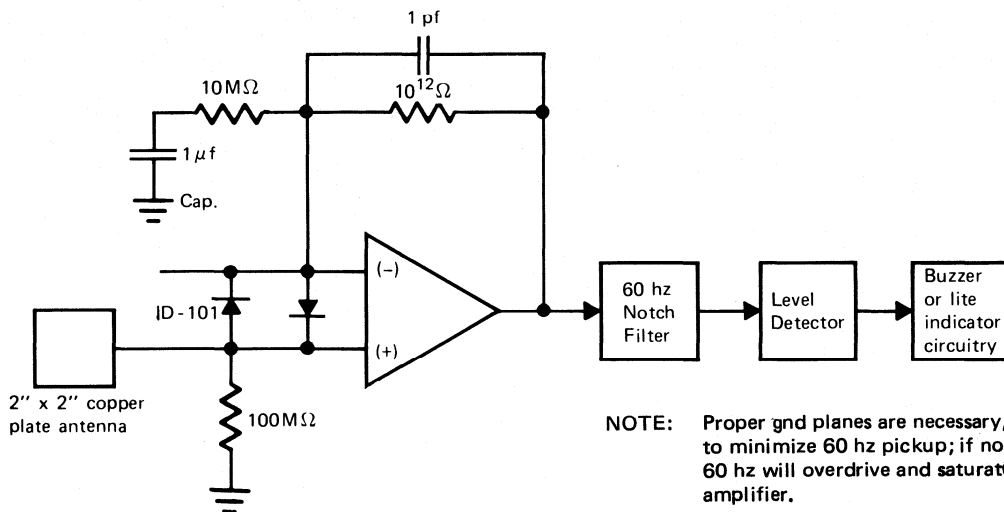 1 pf
10MΩ
10¹²Ω
1 μf
Cap.
(−)
ID-101
(+)
60 hz
Notch
Filter
Level
Detector
Buzzer
or lite
indicator
circuitry
2" x 2" copper
plate antenna
100MΩ
NOTE: Proper gnd planes are necessary,
to minimize 60 hz pickup; if no
60 hz will overdrive and saturat
amplifier.